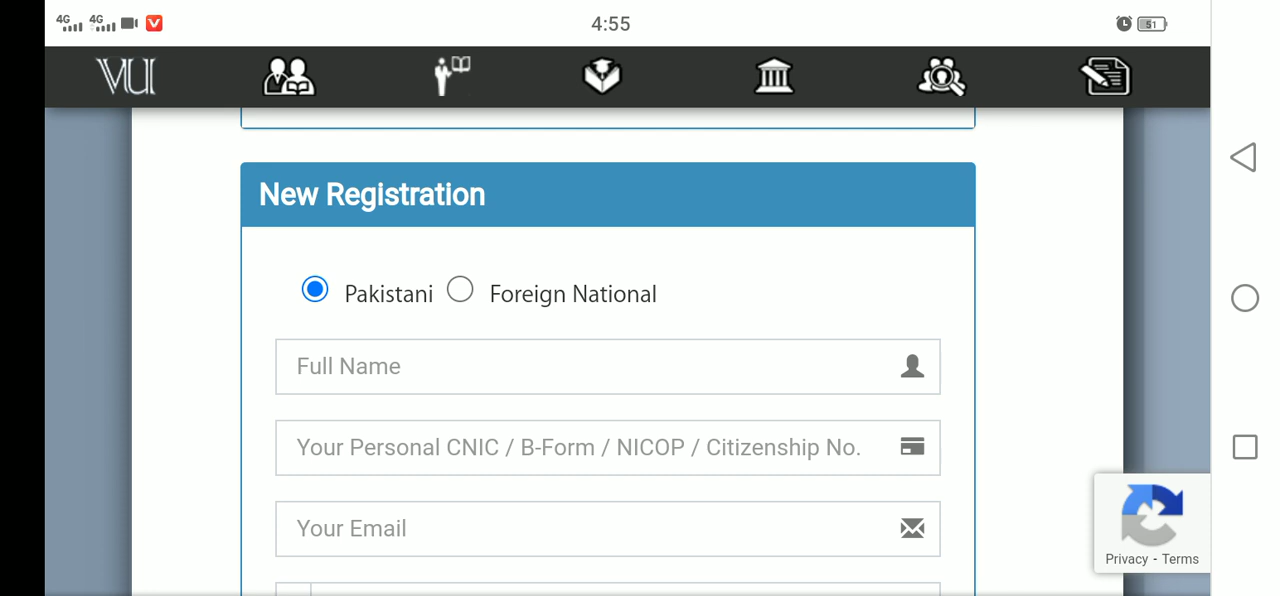 4G 4G 4:55 51
VU
New Registration
Pakistani Foreign National
Full Name
Your Personal CNIC / B-Form / NICOP / Citizenship No.
Your Email
Privacy - Terms